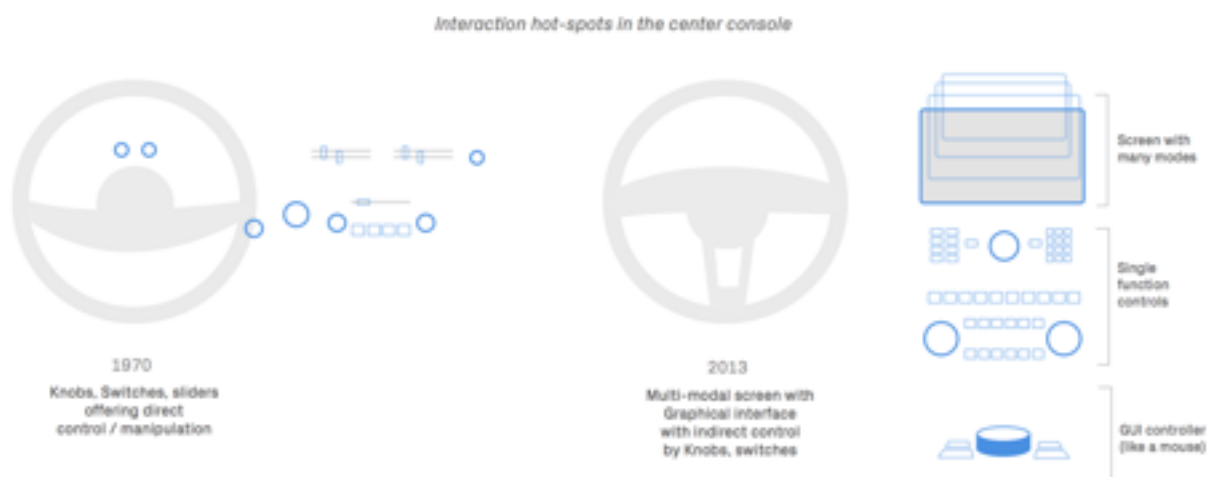 Interaction hot-spots in the center console
Screen with
many modes
Single
function
controls
1970
Knobs, Switches, sliders
offering direct
control / manipulation
2013
Multi-modal screen with
Graphical interface
with indirect control
by Knobs, switches
GUI controller
(like a mouse)